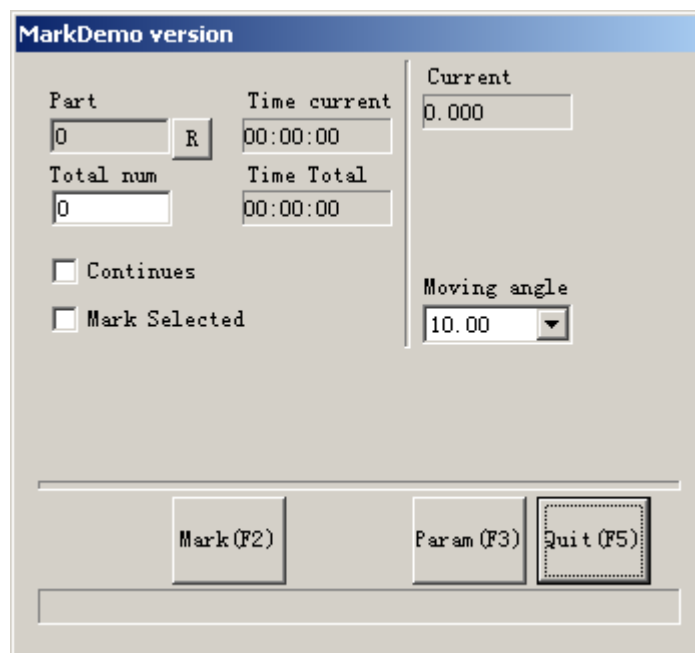 MarkDemo version
Part
0
R
Time current
00:00:00
Total num
0
Time Total
00:00:00
Continues
Mark Selected
Current
0.000
Moving angle
10.00
Mark(F2)
Param(F3)
Quit(F5)